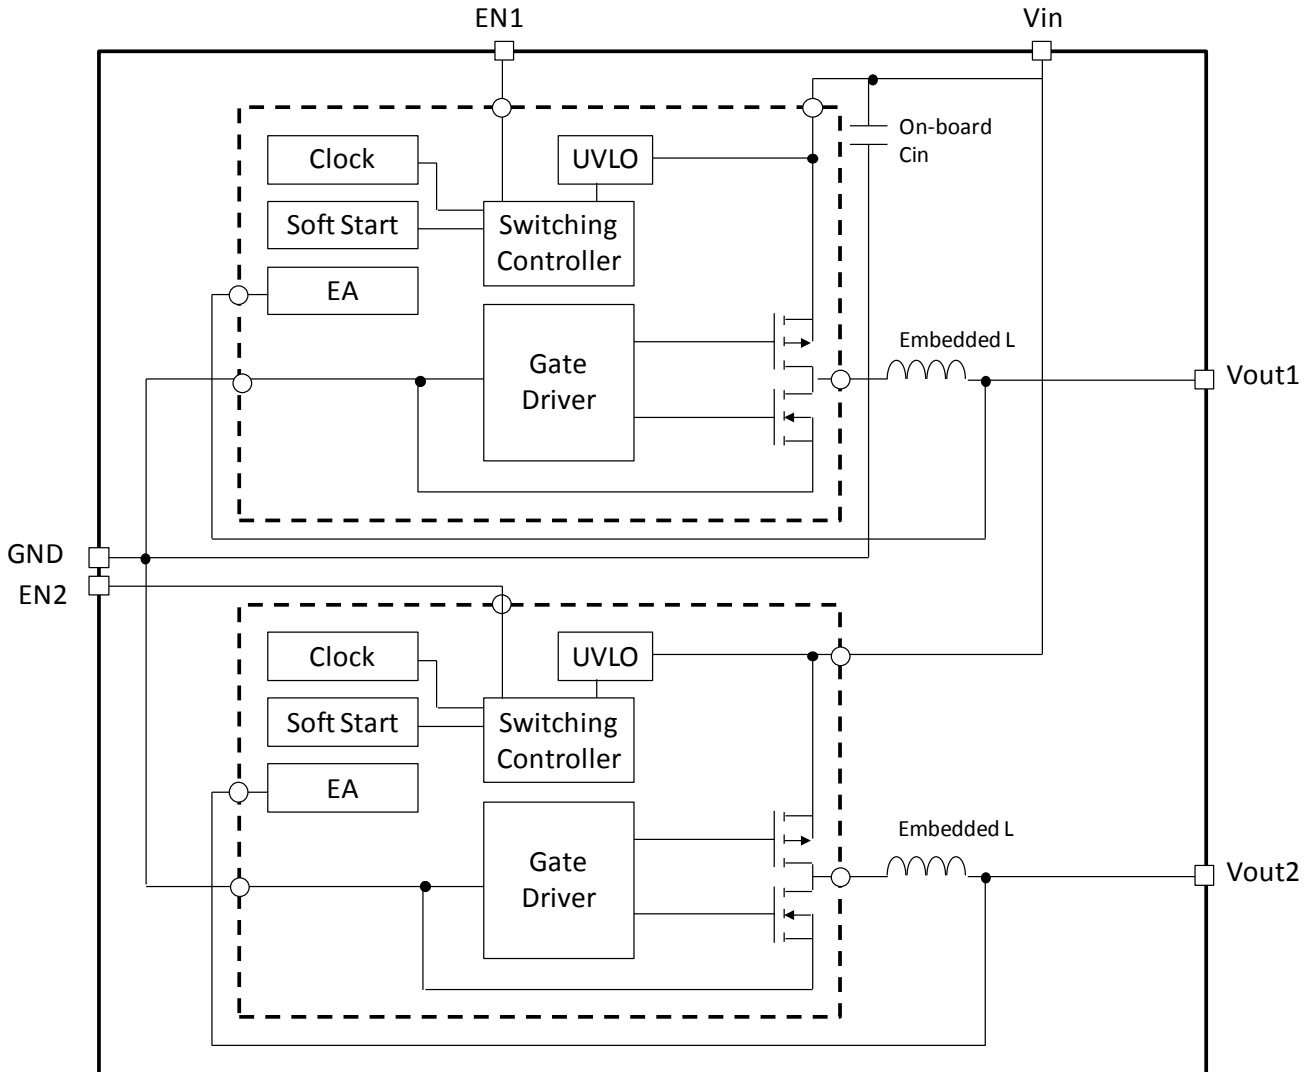 EN1
Vin
On-board
Cin
Clock
UVLO
Soft Start
Switching
Controller
EA
Embedded L
Gate
Driver
Vout1
GND
EN2
Clock
UVLO
Soft Start
Switching
Controller
EA
Embedded L
Gate
Driver
Vout2